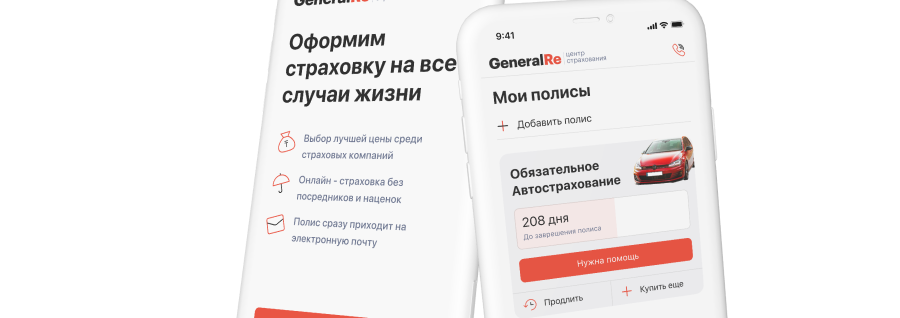 GeneralRe
Оформим
страховку на все
случаи жизни
Выбор лучшей цены среди
страховых компаний
Онлайн - страховка без
посредников и наценок
Полис сразу приходит на
электронную почту
9:41
GeneralRe центр
страхования
Мои полисы
Добавить полис
Обязательное
Автострахование
208 дня
До завершения полиса
Нужна помощь
Продлить
Купить еще